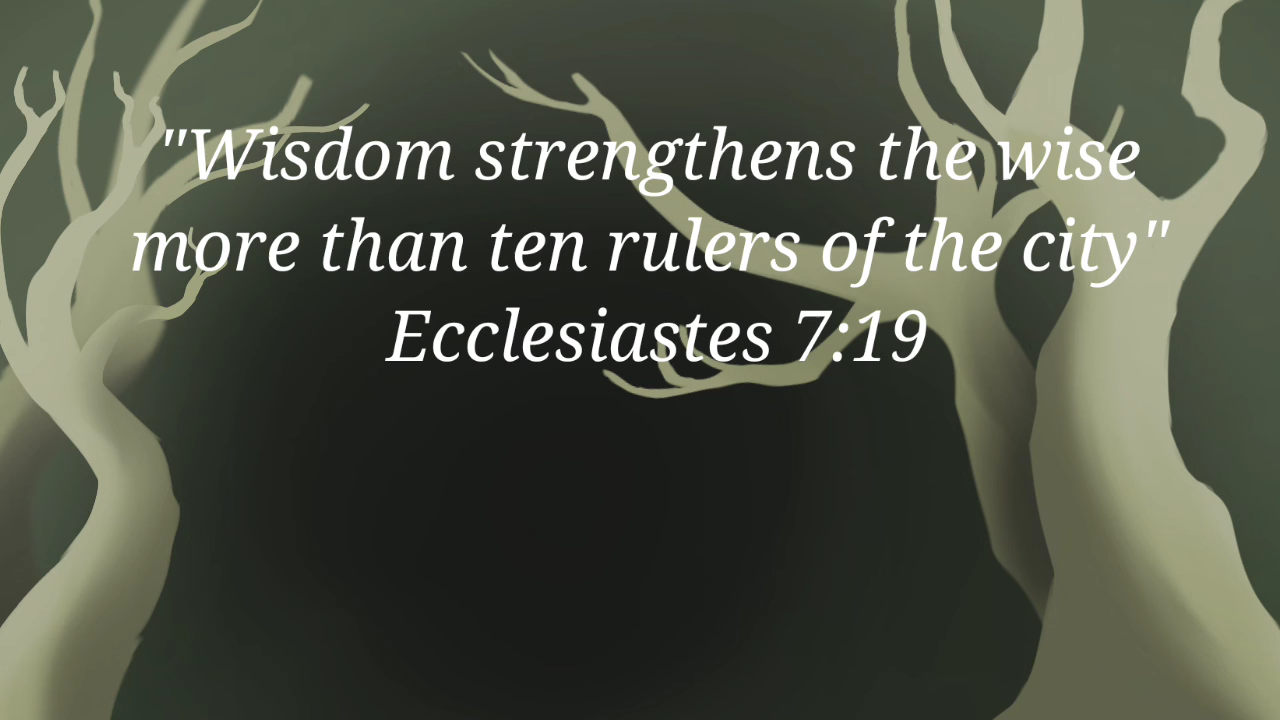 "Wisdom strengthens the wise
more than ten rulers of the city"
Ecclesiastes 7:19